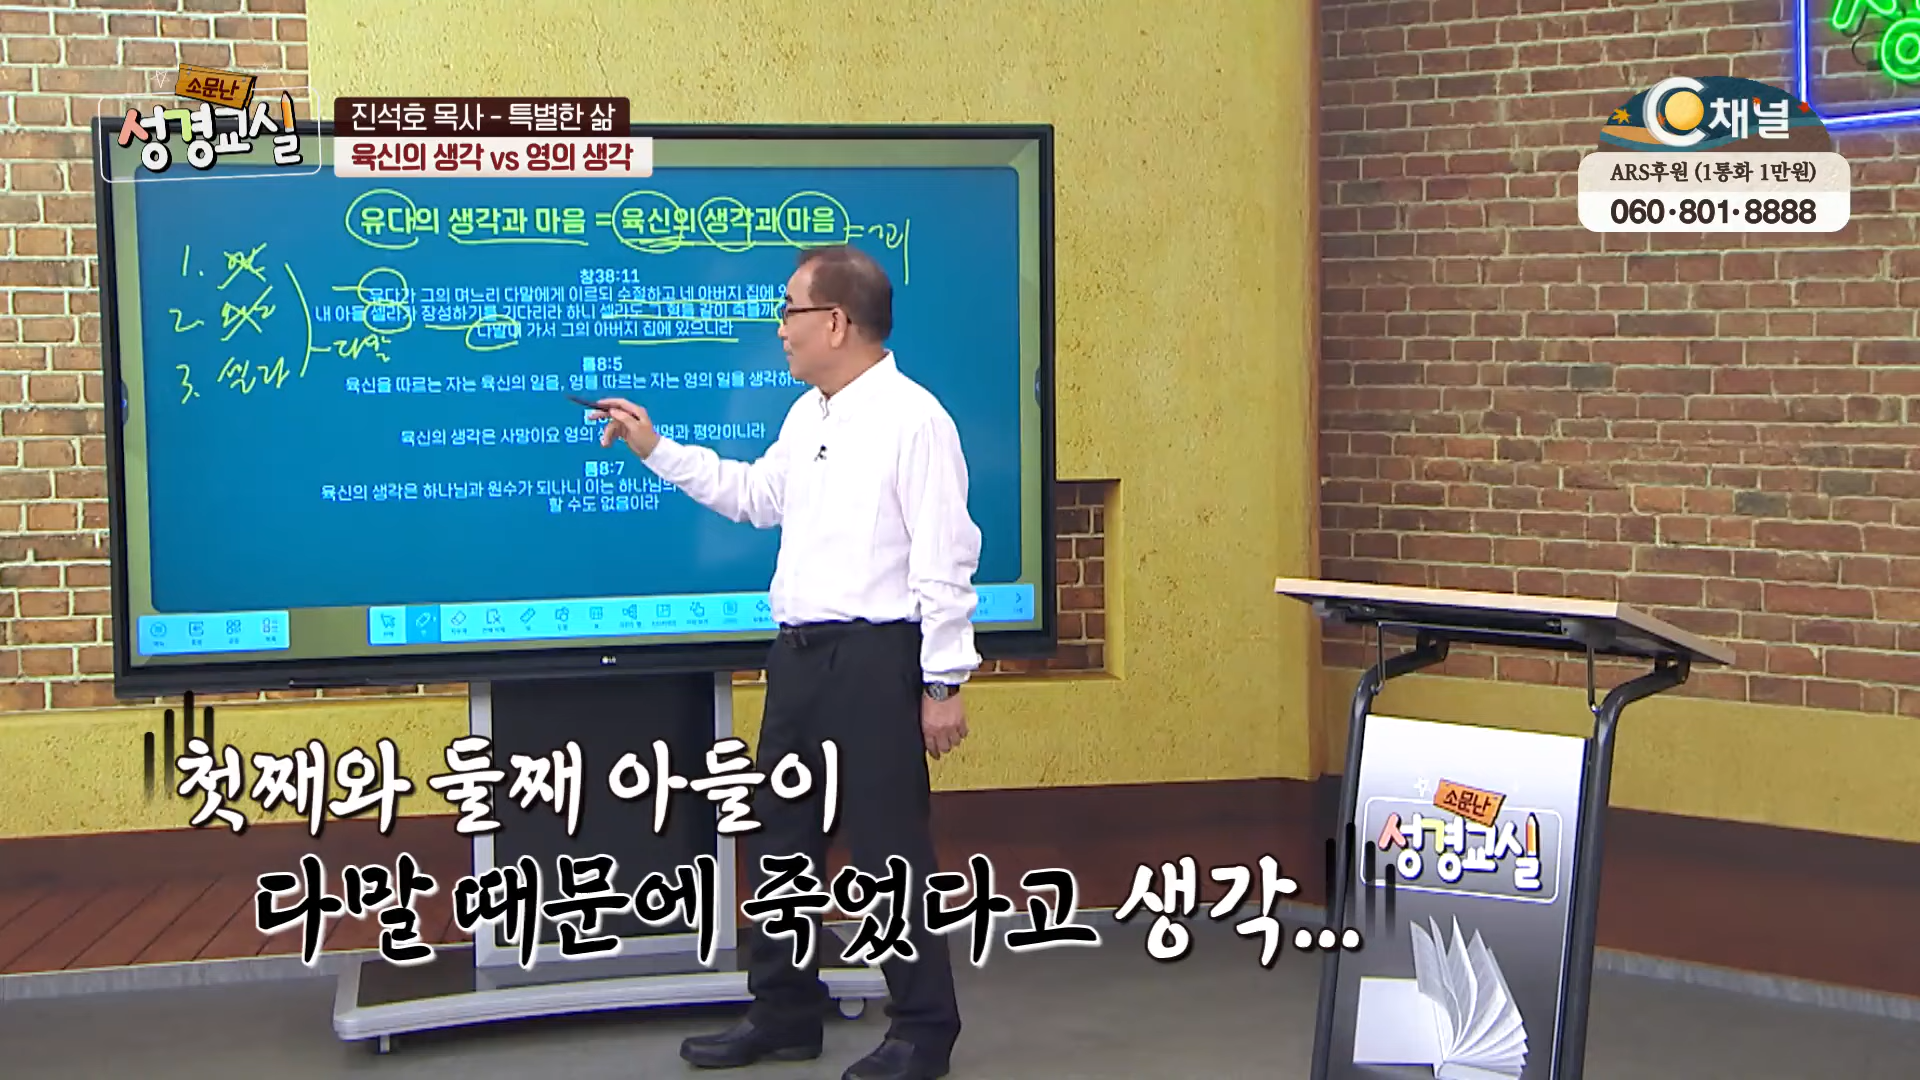 소문난
성경교실
진석호 목사 - 특별한 삶
육신의 생각 vs 영의 생각
C채널
ARS후원 (1통화 1만원)
060·801·8888
유다의 생각과 마음 = 육신의 생각과 마음 =
1.
2.
3. 셀라
다말
창38:11
유다가 그의 며느리 다말에게 이르되 수절하고 네 아버지 집에
내 아들 셀라가 장성하기를 기다리라 하니 셀라도 그 형들 같이 죽을까
다말이 가서 그의 아버지 집에 있으니라
롬8:5
육신을 따르는 자는 육신의 일을, 영을 따르는 자는 영의 일을 생각하
육신의 생각은 사망이요 영의 평안이니라
롬8:7
육신의 생각은 하나님과 원수가 되나니 이는 하나님의
할 수도 없음이라
LG
첫째와 둘째 아들이
다말 때문에 죽었다고 생각...
소문난
성경교실